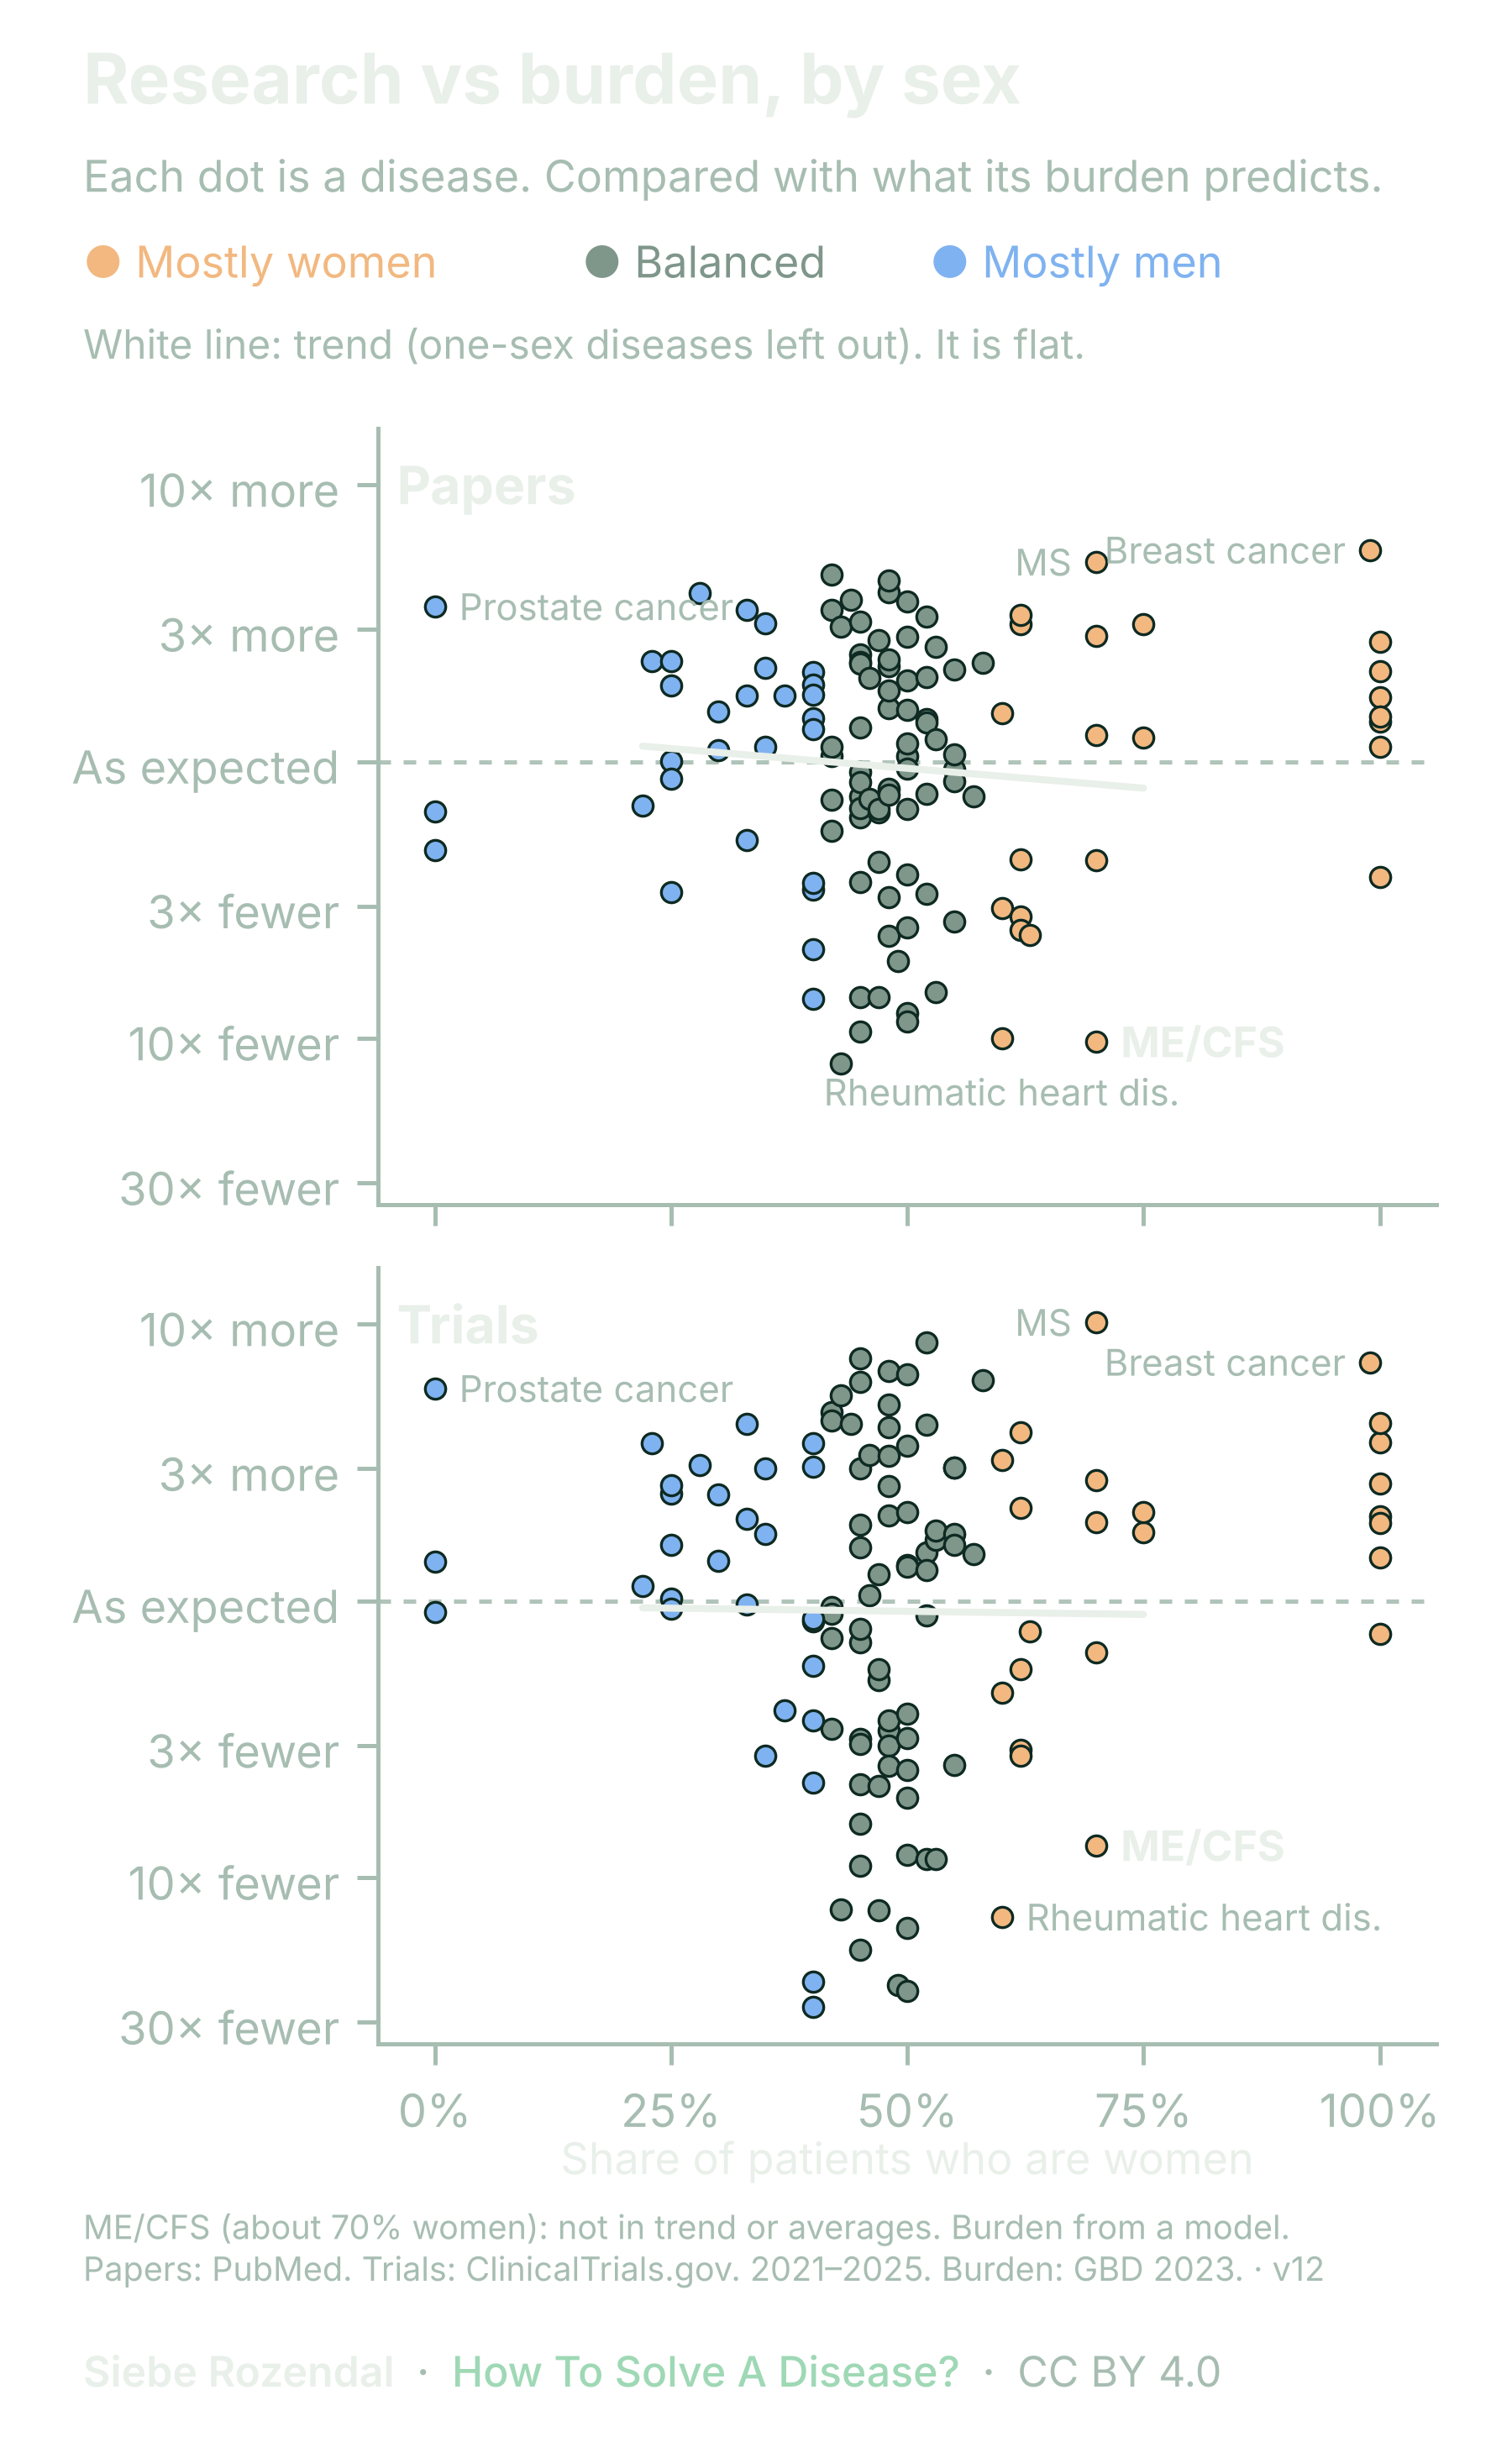 Research vs burden, by sex
Each dot is a disease. Compared with what its burden predicts.
Mostly women Balanced Mostly men
White line: trend (one-sex diseases left out). It is flat.
Papers
10× more
MS Breast cancer
Prostate cancer
3× more
As expected
3× fewer
10× fewer
ME/CFS
Rheumatic heart dis.
30× fewer
Trials
10× more
MS
Breast cancer
Prostate cancer
3× more
As expected
3× fewer
ME/CFS
10× fewer
Rheumatic heart dis.
30× fewer
0% 25% 50% 75% 100%
Share of patients who are women
ME/CFS (about 70% women): not in trend or averages. Burden from a model.
Papers: PubMed. Trials: ClinicalTrials.gov. 2021–2025. Burden: GBD 2023. · v12
Siebe Rozendal · How To Solve A Disease? · CC BY 4.0